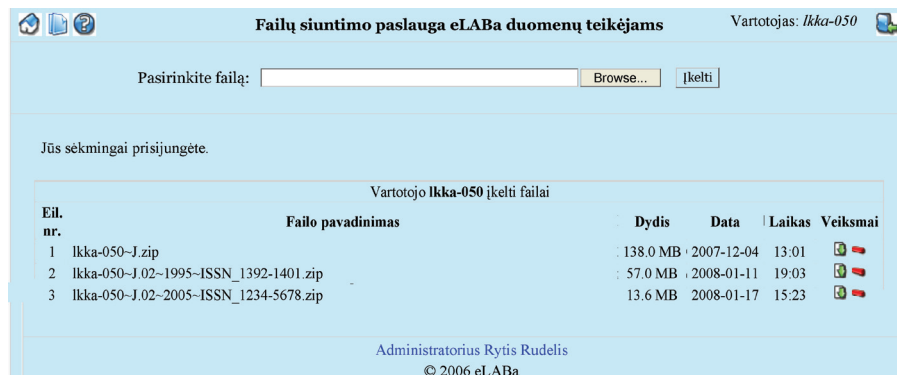 Failų siuntimo paslauga eLABa duomenų teikėjams Vartotojas: lkka-050
Pasirinkite failą: Browse... Įkelti
Jūs sėkmingai prisijungėte.
Vartotojo lkka-050 įkelti failai
Eil. nr. Failo pavadinimas Dydis Data Laikas Veiksmai
1 lkka-050~J.zip 138.0 MB 2007-12-04 13:01
2 lkka-050~J.02~1995~ISSN_1392-1401.zip 57.0 MB 2008-01-11 19:03
3 lkka-050~J.02~2005~ISSN_1234-5678.zip 13.6 MB 2008-01-17 15:23
Administratorius Rytis Rudelis
© 2006 eLABa